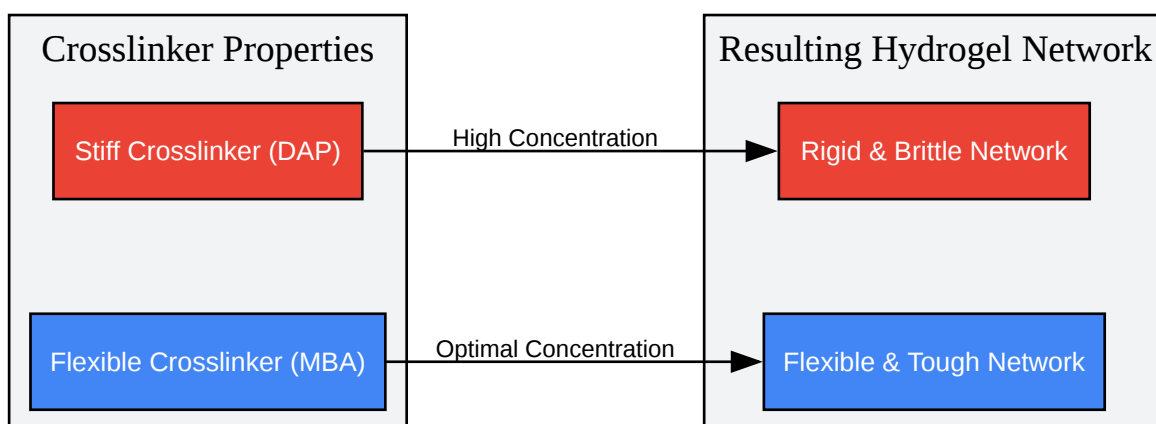 Crosslinker Properties
Resulting Hydrogel Network
Stiff Crosslinker (DAP)
High Concentration
Rigid & Brittle Network
Flexible Crosslinker (MBA)
Optimal Concentration
Flexible & Tough Network